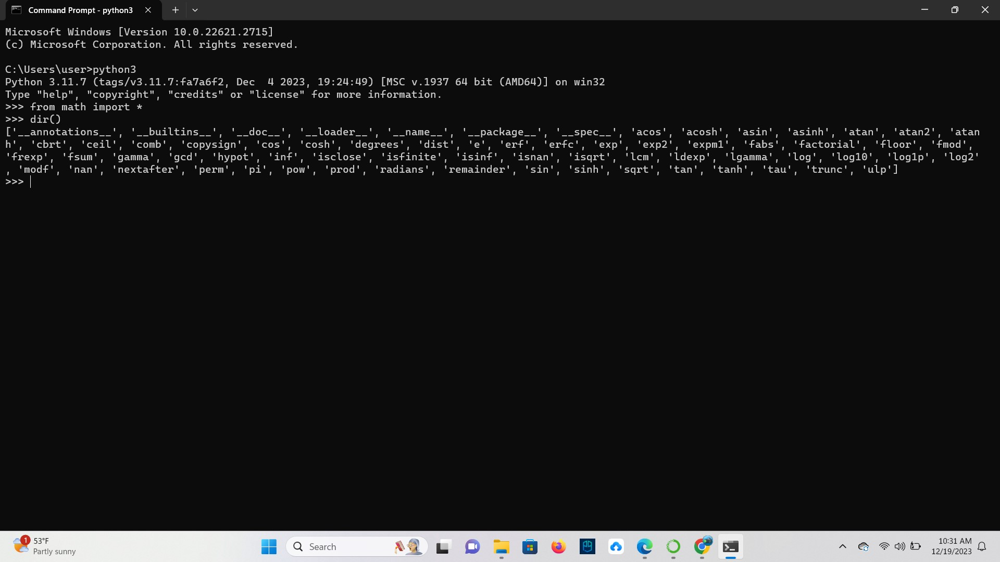 Command Prompt - python3
Microsoft Windows [Version 10.0.22621.2715]
(c) Microsoft Corporation. All rights reserved.
C:\Users\user>python3
Python 3.11.7 (tags/v3.11.7:fa7a6f2, Dec  4 2023, 19:24:49) [MSC v.1937 64 bit (AMD64)] on win32
Type "help", "copyright", "credits" or "license" for more information.
>>> from math import *
>>> dir()
['__annotations__', '__builtins__', '__doc__', '__loader__', '__name__', '__package__', '__spec__', 'acos', 'acosh', 'asin', 'asinh', 'atan', 'atan2', 'atan
h', 'cbrt', 'ceil', 'comb', 'copysign', 'cos', 'cosh', 'degrees', 'dist', 'e', 'erf', 'erfc', 'exp', 'exp2', 'expm1', 'fabs', 'factorial', 'floor', 'fmod',
'frexp', 'fsum', 'gamma', 'gcd', 'hypot', 'inf', 'isclose', 'isfinite', 'isinf', 'isnan', 'isqrt', 'lcm', 'ldexp', 'lgamma', 'log', 'log10', 'log1p', 'log2'
, 'modf', 'nan', 'nextafter', 'perm', 'pi', 'pow', 'prod', 'radians', 'remainder', 'sin', 'sinh', 'sqrt', 'tan', 'tanh', 'tau', 'trunc', 'ulp']
>>>
1
53°F
Partly sunny
Search
10:31 AM
12/19/2023